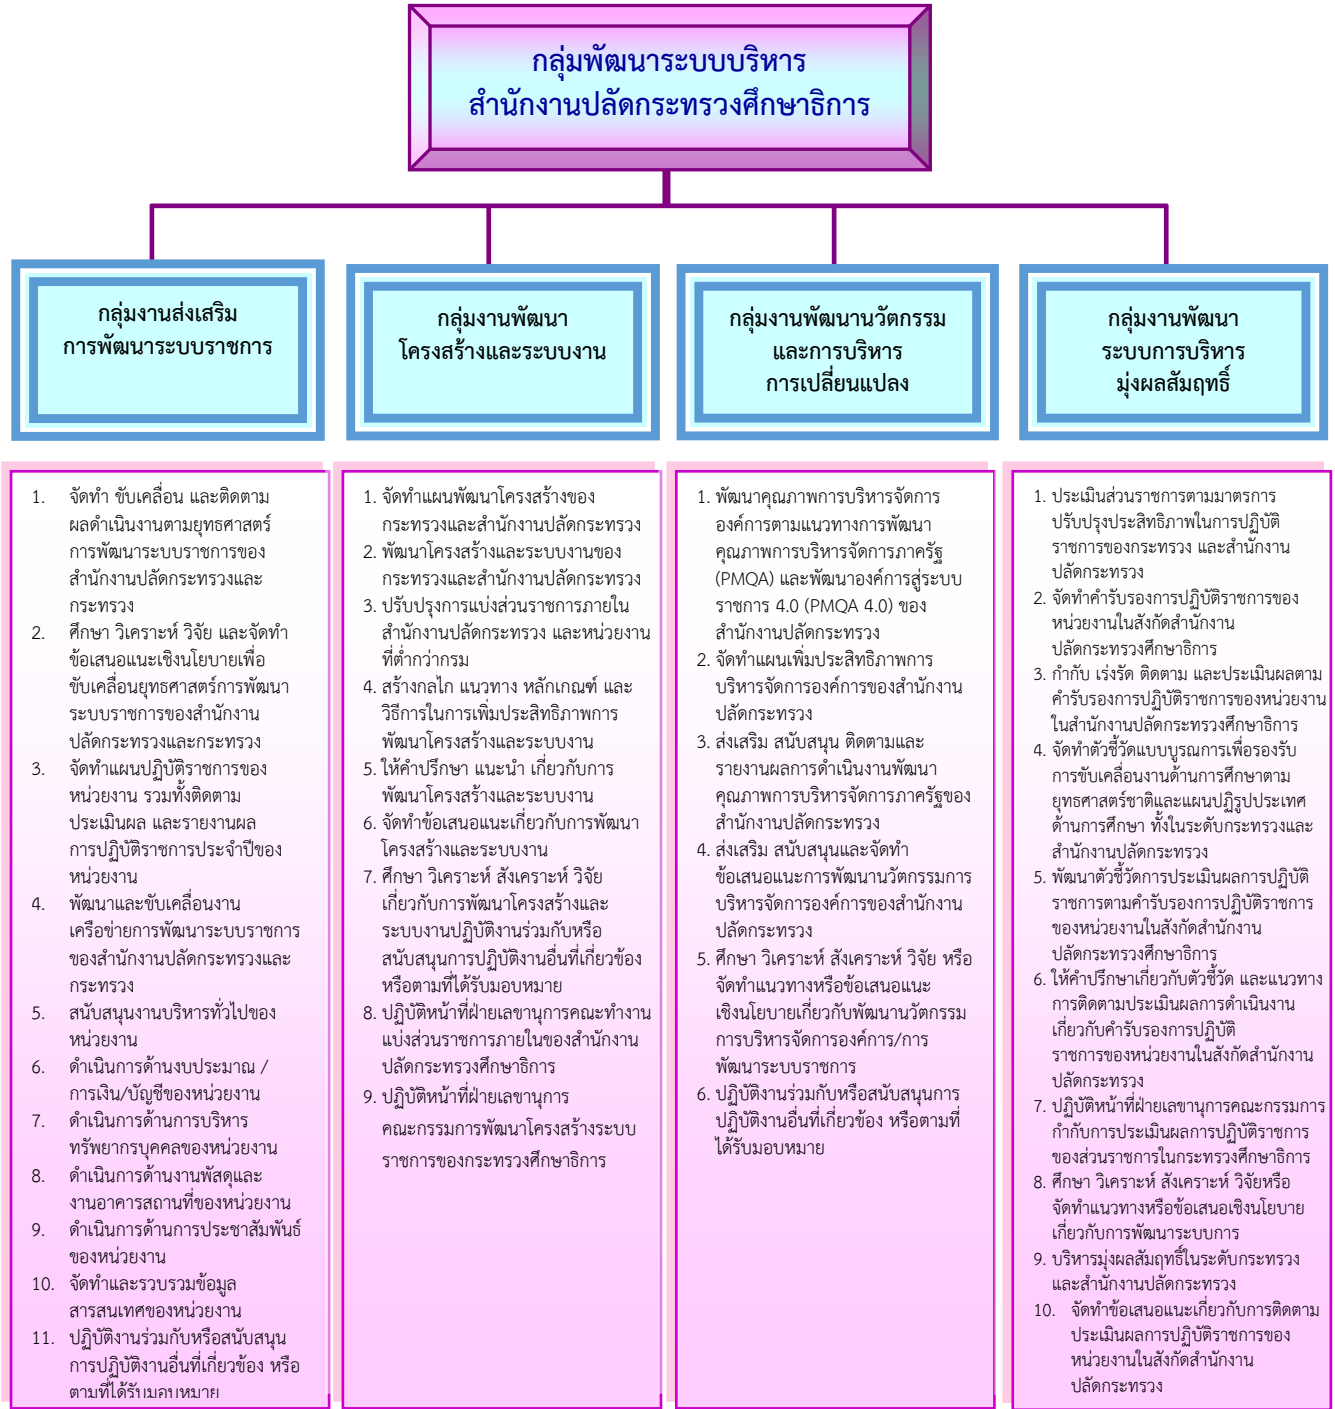 กลุ่มพัฒนาระบบบริหาร
สำนักงานปลัดกระทรวงศึกษาธิการ
กลุ่มงานส่งเสริม
การพัฒนาระบบราชการ
กลุ่มงานพัฒนา
โครงสร้างและระบบงาน
กลุ่มงานพัฒนานวัตกรรม
และการบริหาร
การเปลี่ยนแปลง
กลุ่มงานพัฒนา
ระบบการบริหาร
มุ่งผลสัมฤทธิ์
1. จัดทำ ขับเคลื่อน และติดตาม
ผลดำเนินงานตามยุทธศาสตร์
การพัฒนาระบบราชการของ
สำนักงานปลัดกระทรวงและ
กระทรวง
2. ศึกษา วิเคราะห์ วิจัย และจัดทำ
ข้อเสนอแนะเชิงนโยบายเพื่อ
ขับเคลื่อนยุทธศาสตร์การพัฒนา
ระบบราชการของสำนักงาน
ปลัดกระทรวงและกระทรวง
3. จัดทำแผนปฏิบัติราชการของ
หน่วยงาน รวมทั้งติดตาม
ประเมินผล และรายงานผล
การปฏิบัติราชการประจำปีของ
หน่วยงาน
4. พัฒนาและขับเคลื่อนงาน
เครือข่ายการพัฒนาระบบราชการ
ของสำนักงานปลัดกระทรวงและ
กระทรวง
5. สนับสนุนงานบริหารทั่วไปของ
หน่วยงาน
6. ดำเนินการด้านงบประมาณ /
การเงิน/บัญชีของหน่วยงาน
7. ดำเนินการด้านการบริหาร
ทรัพยากรบุคคลของหน่วยงาน
8. ดำเนินการด้านงานพัสดุและ
งานอาคารสถานที่ของหน่วยงาน
9. ดำเนินการด้านการประชาสัมพันธ์
ของหน่วยงาน
10. จัดทำและรวบรวมข้อมูล
สารสนเทศของหน่วยงาน
11. ปฏิบัติงานร่วมกับหรือสนับสนุน
การปฏิบัติงานอื่นที่เกี่ยวข้อง หรือ
ตามที่ได้รับมอบหมาย
1. จัดทำแผนพัฒนาโครงสร้างของ
กระทรวงและสำนักงานปลัดกระทรวง
2. พัฒนาโครงสร้างและระบบงานของ
กระทรวงและสำนักงานปลัดกระทรวง
3. ปรับปรุงการแบ่งส่วนราชการภายใน
สำนักงานปลัดกระทรวง และหน่วยงาน
ที่ต่ำกว่ากรม
4. สร้างกลไก แนวทาง หลักเกณฑ์ และ
วิธีการในการเพิ่มประสิทธิภาพการ
พัฒนาโครงสร้างและระบบงาน
5. ให้คำปรึกษา แนะนำ เกี่ยวกับการ
พัฒนาโครงสร้างและระบบงาน
6. จัดทำข้อเสนอแนะเกี่ยวกับการพัฒนา
โครงสร้างและระบบงาน
7. ศึกษา วิเคราะห์ สังเคราะห์ วิจัย
เกี่ยวกับการพัฒนาโครงสร้างและ
ระบบงานปฏิบัติงานร่วมกับหรือ
สนับสนุนการปฏิบัติงานอื่นที่เกี่ยวข้อง
หรือตามที่ได้รับมอบหมาย
8. ปฏิบัติหน้าที่ฝ่ายเลขานุการคณะทำงาน
แบ่งส่วนราชการภายในของสำนักงาน
ปลัดกระทรวงศึกษาธิการ
9. ปฏิบัติหน้าที่ฝ่ายเลขานุการ
คณะกรรมการพัฒนาโครงสร้างระบบ
ราชการของกระทรวงศึกษาธิการ
1. พัฒนาคุณภาพการบริหารจัดการ
องค์การตามแนวทางการพัฒนา
คุณภาพการบริหารจัดการภาครัฐ
(PMQA) และพัฒนาองค์การสู่ระบบ
ราชการ 4.0 (PMQA 4.0) ของ
สำนักงานปลัดกระทรวง
2. จัดทำแผนเพิ่มประสิทธิภาพการ
บริหารจัดการองค์การของสำนักงาน
ปลัดกระทรวง
3. ส่งเสริม สนับสนุน ติดตามและ
รายงานผลการดำเนินงานพัฒนา
คุณภาพการบริหารจัดการภาครัฐของ
สำนักงานปลัดกระทรวง
4. ส่งเสริม สนับสนุนและจัดทำ
ข้อเสนอแนะการพัฒนานวัตกรรมการ
บริหารจัดการองค์การของสำนักงาน
ปลัดกระทรวง
5. ศึกษา วิเคราะห์ สังเคราะห์ วิจัย หรือ
จัดทำแนวทางหรือข้อเสนอแนะ
เชิงนโยบายเกี่ยวกับพัฒนานวัตกรรม
การบริหารจัดการองค์การ/การ
พัฒนาระบบราชการ
6. ปฏิบัติงานร่วมกับหรือสนับสนุนการ
ปฏิบัติงานอื่นที่เกี่ยวข้อง หรือตามที่
ได้รับมอบหมาย
1. ประเมินส่วนราชการตามมาตรการ
ปรับปรุงประสิทธิภาพในการปฏิบัติ
ราชการของกระทรวง และสำนักงาน
ปลัดกระทรวง
2. จัดทำคำรับรองการปฏิบัติราชการของ
หน่วยงานในสังกัดสำนักงาน
ปลัดกระทรวงศึกษาธิการ
3. กำกับ เร่งรัด ติดตาม และประเมินผลตาม
คำรับรองการปฏิบัติราชการของหน่วยงาน
ในสำนักงานปลัดกระทรวงศึกษาธิการ
4. จัดทำตัวชี้วัดแบบบูรณการเพื่อรองรับ
การขับเคลื่อนงานด้านการศึกษาตาม
ยุทธศาสตร์ชาติและแผนปฏิรูปประเทศ
ด้านการศึกษา ทั้งในระดับกระทรวงและ
สำนักงานปลัดกระทรวง
5. พัฒนาตัวชี้วัดการประเมินผลการปฏิบัติ
ราชการตามคำรับรองการปฏิบัติราชการ
ของหน่วยงานในสังกัดสำนักงาน
ปลัดกระทรวงศึกษาธิการ
6. ให้คำปรึกษาเกี่ยวกับตัวชี้วัด และแนวทาง
การติดตามประเมินผลการดำเนินงาน
เกี่ยวกับคำรับรองการปฏิบัติ
ราชการของหน่วยงานในสังกัดสำนักงาน
ปลัดกระทรวง
7. ปฏิบัติหน้าที่ฝ่ายเลขานุการคณะกรรมการ
กำกับการประเมินผลการปฏิบัติราชการ
ของส่วนราชการในกระทรวงศึกษาธิการ
8. ศึกษา วิเคราะห์ สังเคราะห์ วิจัยหรือ
จัดทำแนวทางหรือข้อเสนอเชิงนโยบาย
เกี่ยวกับการพัฒนาระบบการ
9. บริหารมุ่งผลสัมฤทธิ์ในระดับกระทรวง
และสำนักงานปลัดกระทรวง
10. จัดทำข้อเสนอแนะเกี่ยวกับการติดตาม
ประเมินผลการปฏิบัติราชการของ
หน่วยงานในสังกัดสำนักงาน
ปลัดกระทรวง